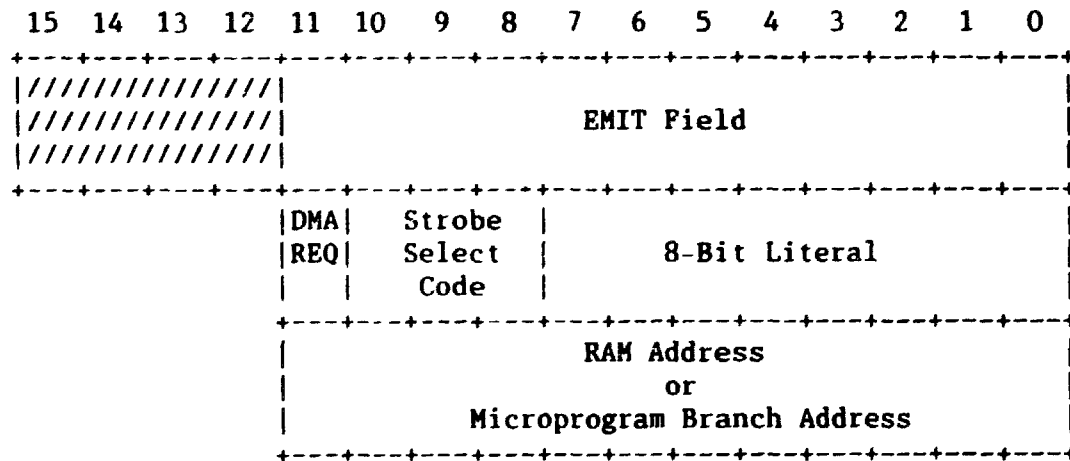 15 14 13 12 11 10 9 8 7 6 5 4 3 2 1 0
+---+---+---+---+---+---+---+---+---+---+---+---+---+---+---+---+
|///////////////|
|///////////////| EMIT Field |
|///////////////|
+---+---+---+---+---+---+---+---+---+---+---+---+---+---+---+---+
|DMA| Strobe |
|REQ| Select | 8-Bit Literal |
| | Code | |
+---+---+---+---+---+---+---+---+---+---+---+---+
| RAM Address |
| or |
| Microprogram Branch Address |
+---+---+---+---+---+---+---+---+---+---+---+---+